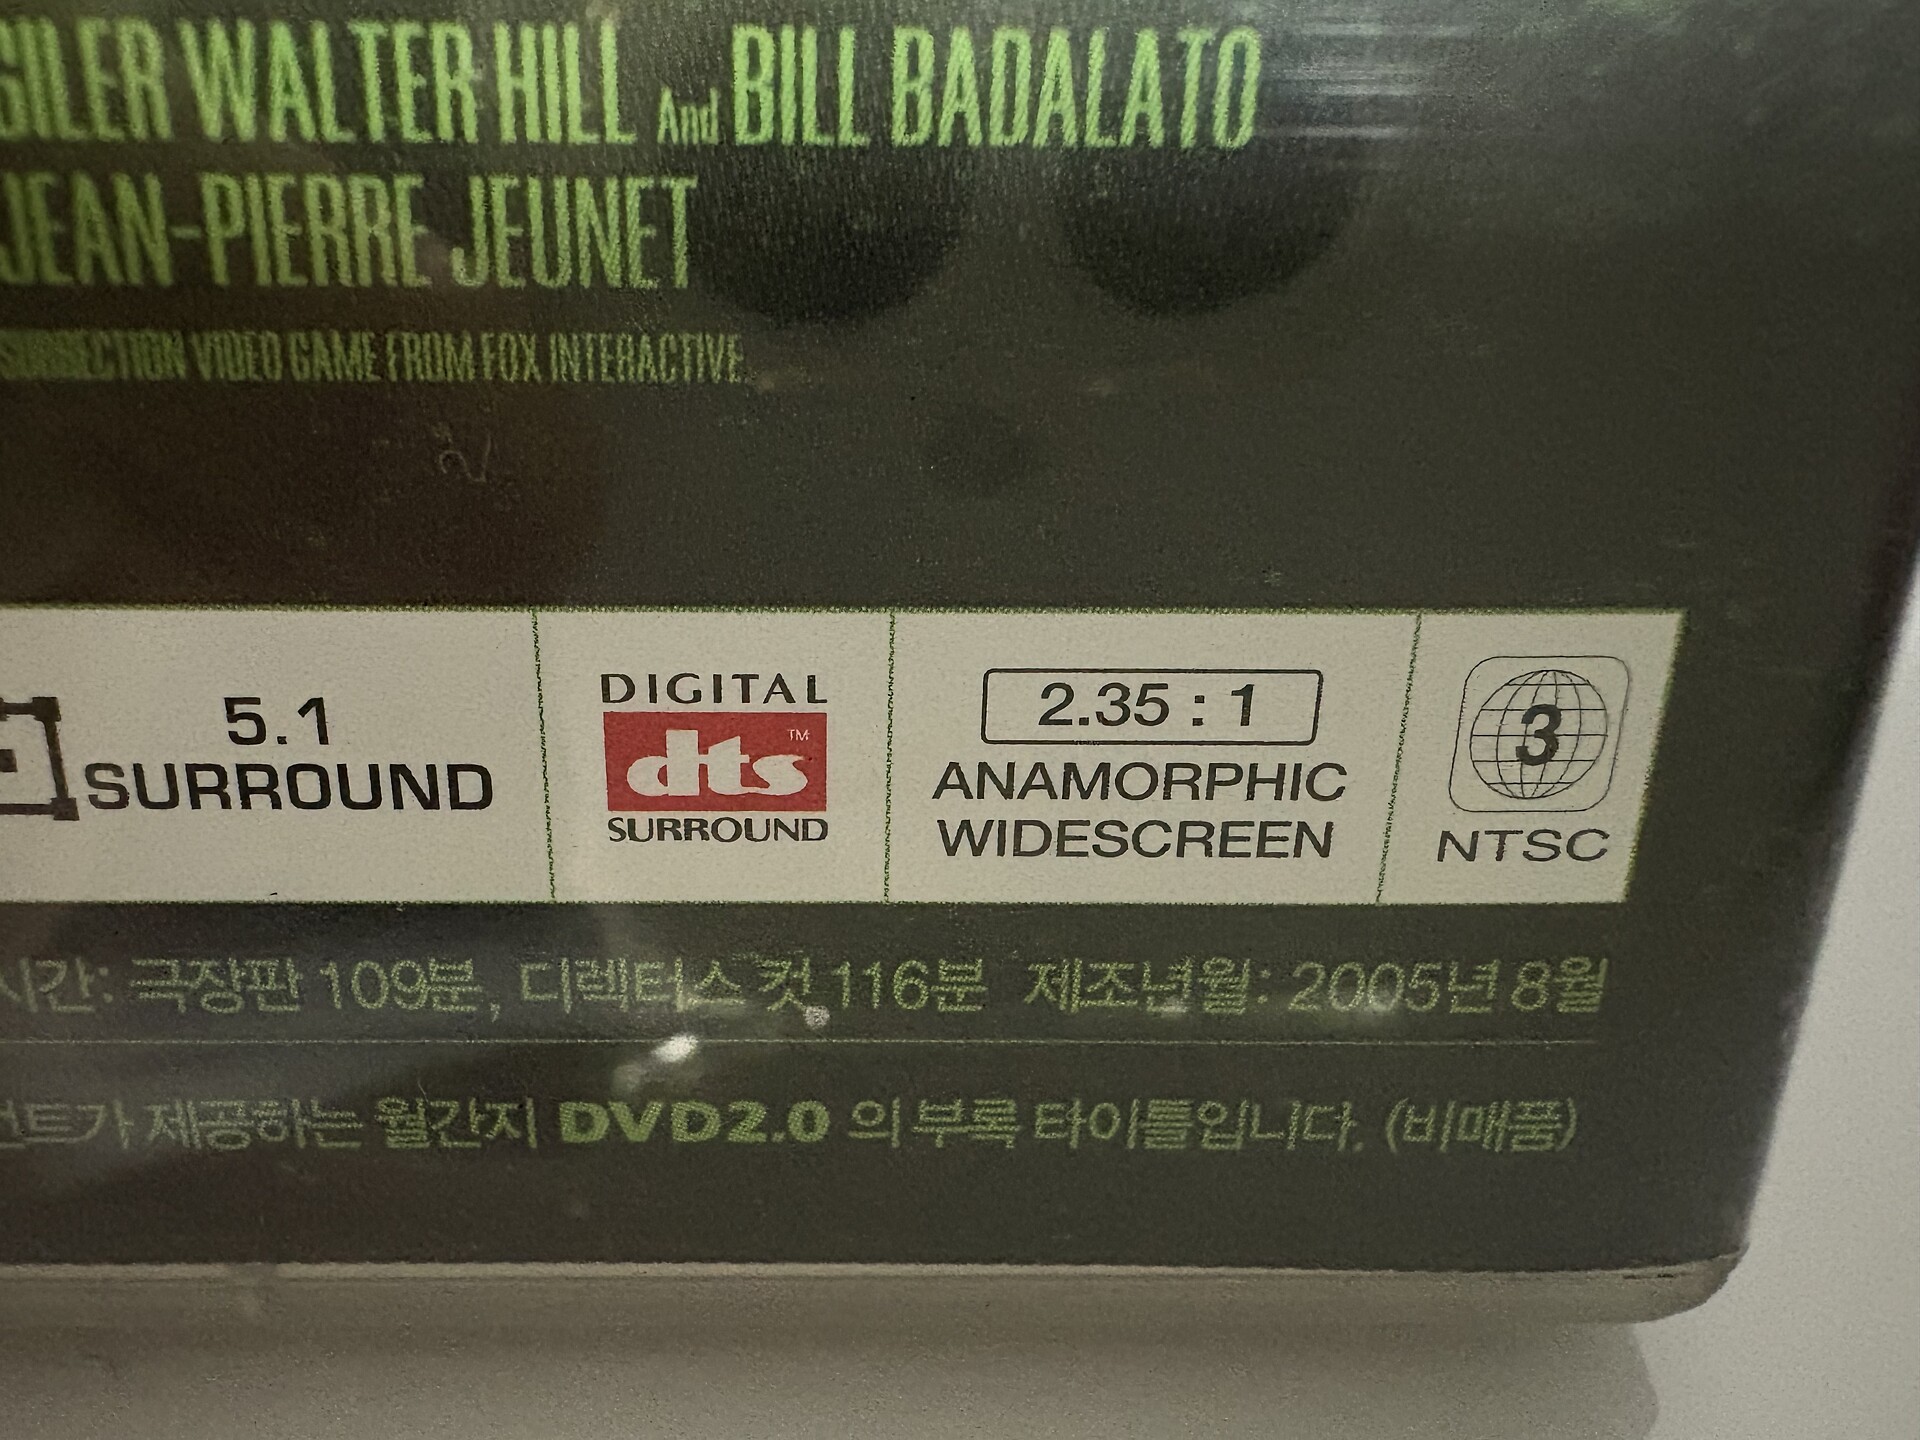 GILER WALTER HILL And BILL BADALATO
JEAN-PIERRE JEUNET
VIDEO GAME FROM FOX INTERACTIVE
5.1
SURROUND
DIGITAL
dts TM
SURROUND
2.35 : 1
ANAMORPHIC
WIDESCREEN
3
NTSC
시간: 극장판 109분, 디렉터스 컷 116분 제조년월: 2005년 8월
제공하는 월간지 DVD2.0 의 부록 타이틀입니다. (비매품)